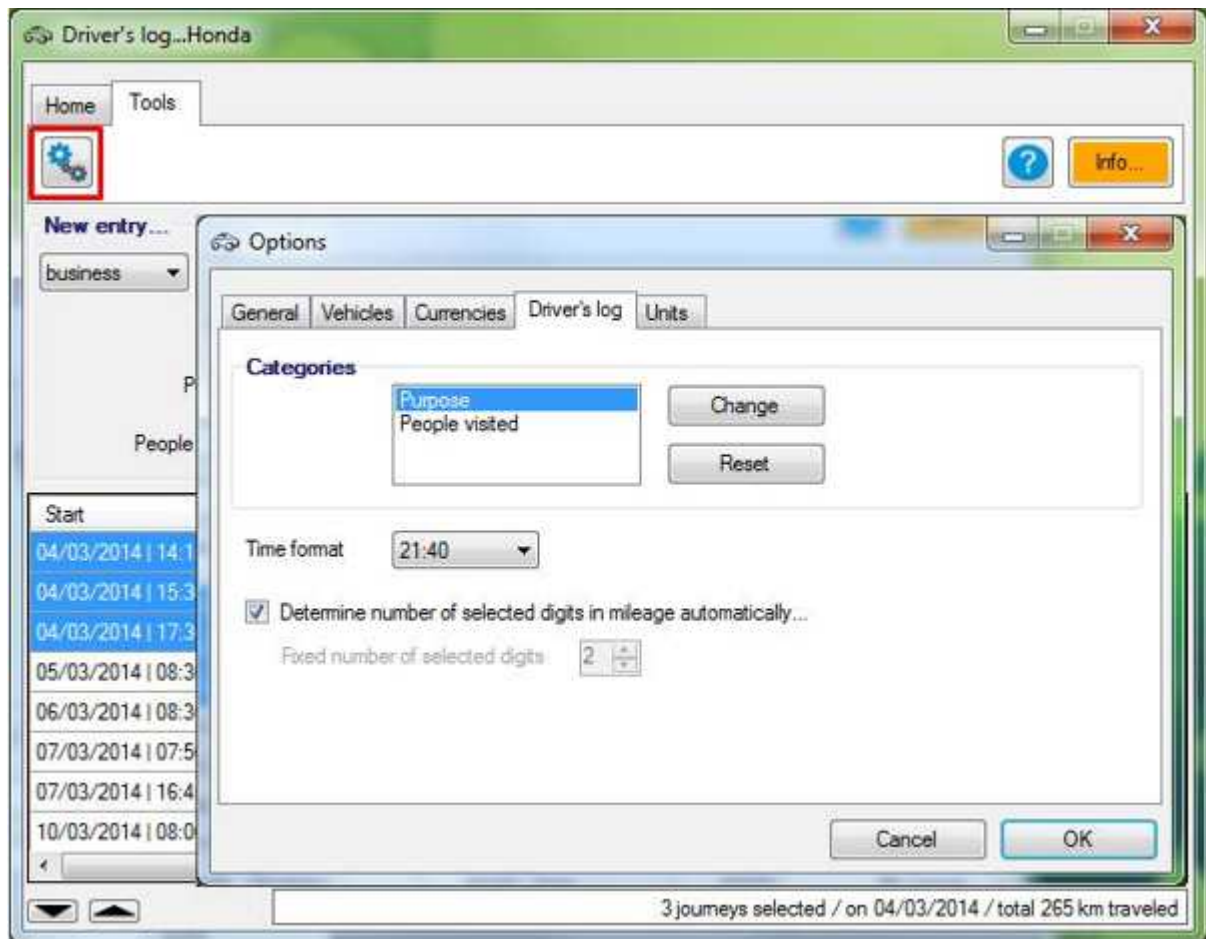 Driver's log...Honda
Home Tools
? Info...
New entry...
business
Options
General Vehicles Currencies Driver's log Units
Categories
Purpose
People visited
Change
Reset
P
People
Start
Time format 21:40
Determine number of selected digits in mileage automatically...
Fixed number of selected digits 2
04/03/2014 | 14:1
04/03/2014 | 15:3
04/03/2014 | 17:3
05/03/2014 | 08:3
06/03/2014 | 08:3
07/03/2014 | 07:5
07/03/2014 | 16:4
10/03/2014 | 08:0
Cancel OK
3 journeys selected / on 04/03/2014 / total 265 km traveled